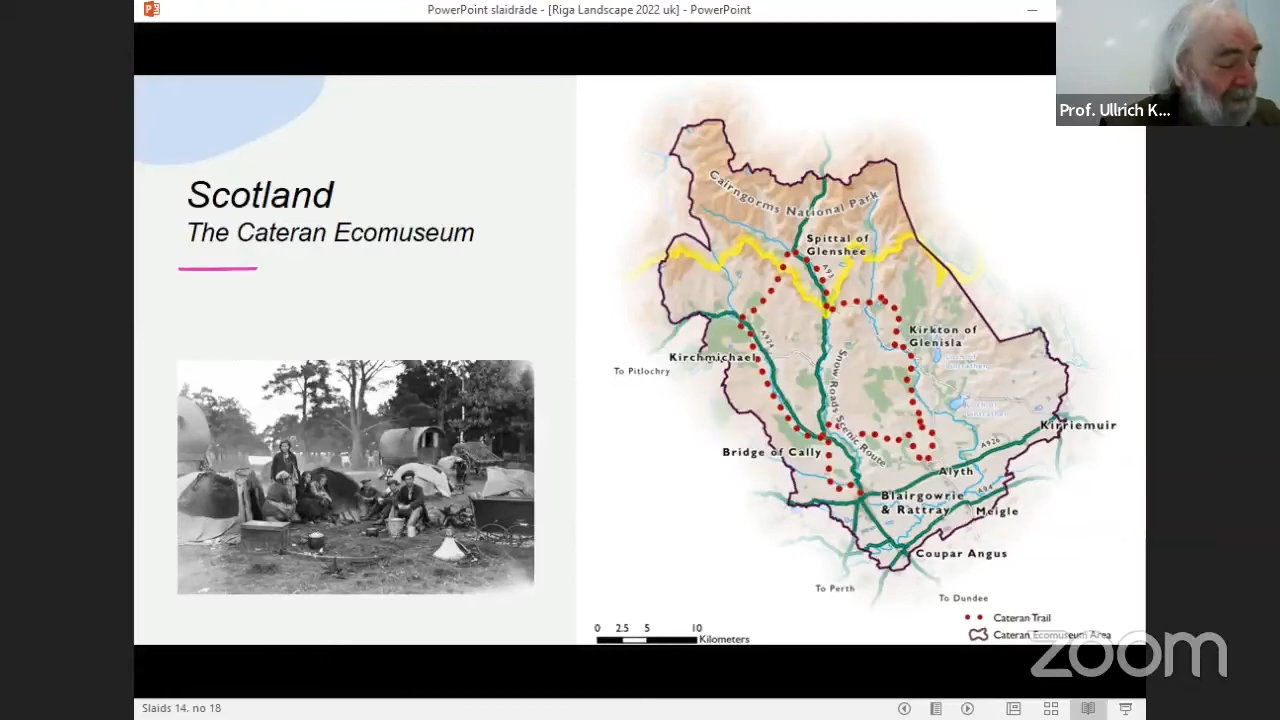 PowerPoint slaidrāde - [Riga Landscape 2022 uk] - PowerPoint
Prof. Ullrich K...
Scotland
The Cateran Ecomuseum
Cairngorms National Park
Spittal of
Glenshee
A93
Kirkton of
Glenisla
A924
Kirchmichael
To Pitlochry
Snow Roads Scenic Route
Kirriemuir
A926
Bridge of Cally
Alyth
A94
Blairgowrie
& Rattray
Meigle
Coupar Angus
To Perth
To Dundee
Cateran Trail
Cateran Ecomuseum Area
0 2.5 5 10
Kilometers
zoom
Slaids 14. no 18